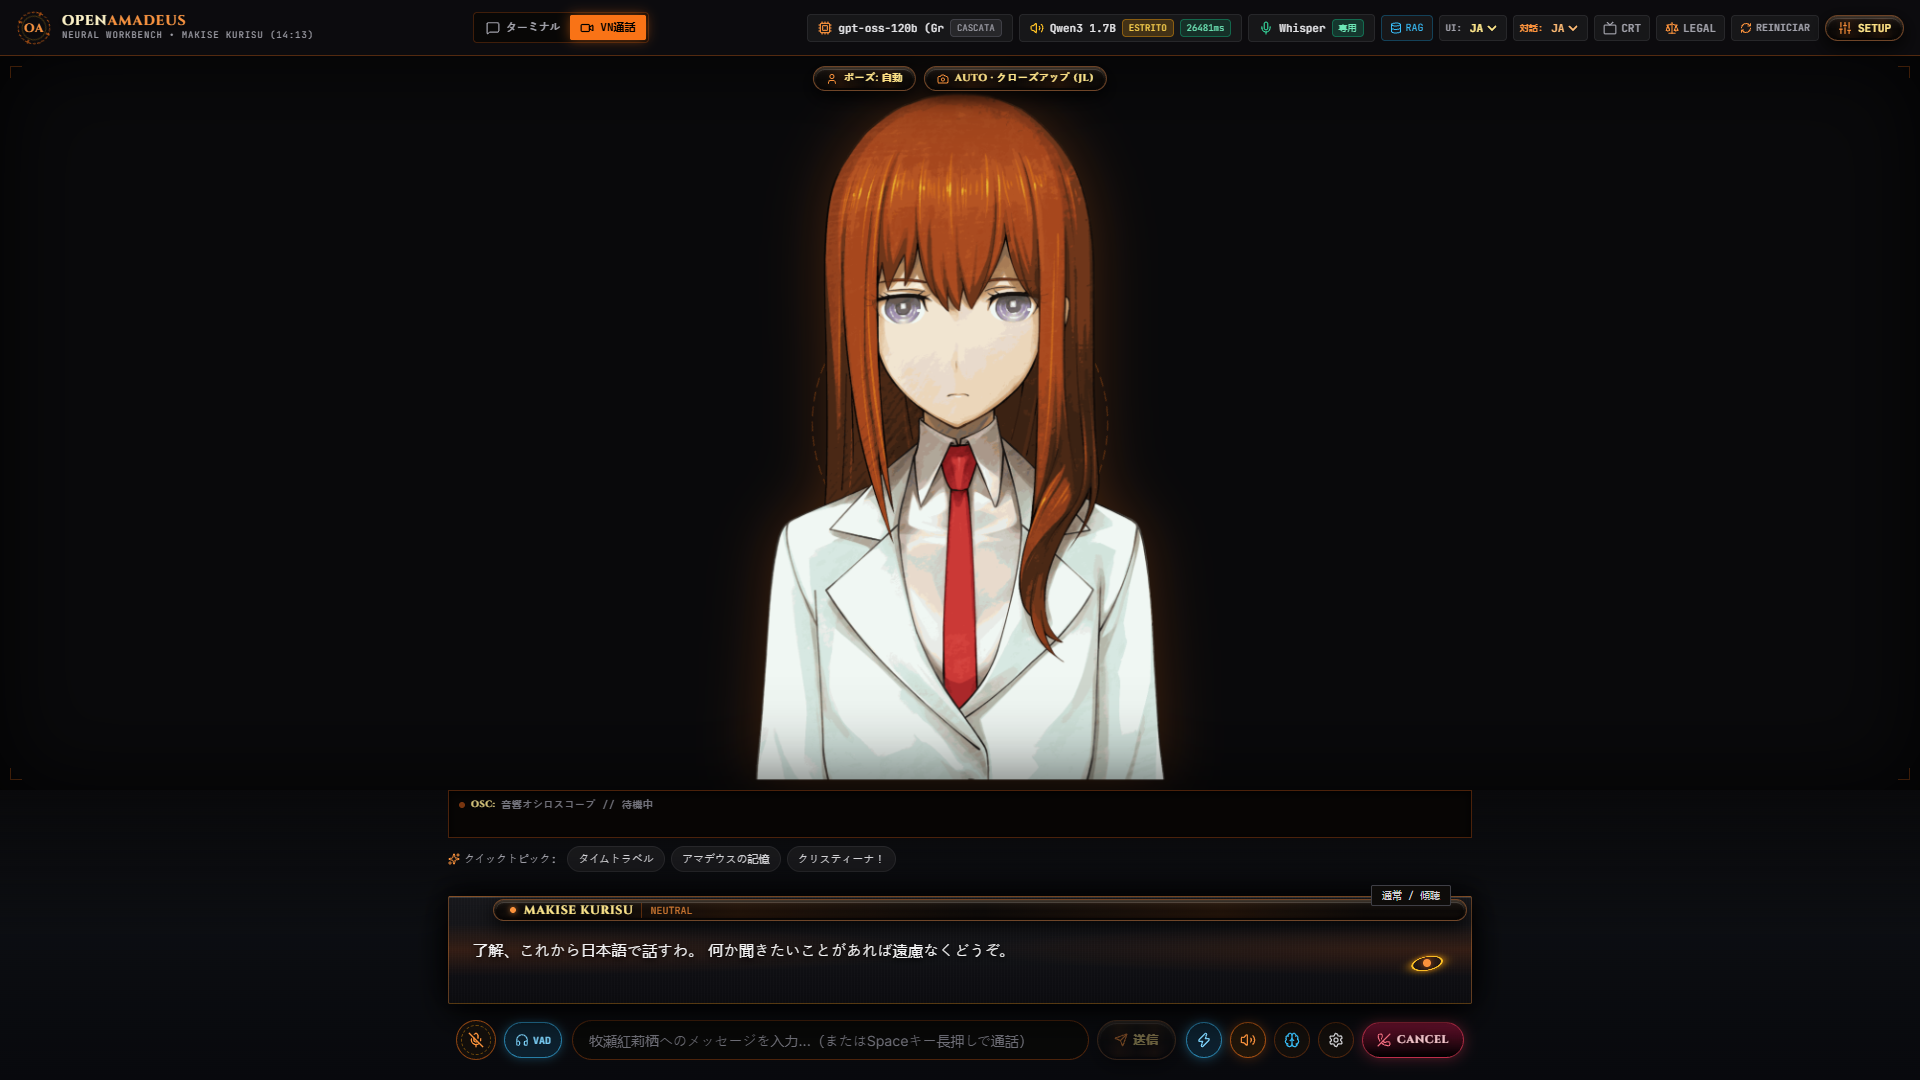 OA
OPENAMADEUS
NEURAL WORKBENCH • MAKISE KURISU (14:13)
ターミナル
VN通話
gpt-oss-120b (Gr CASCATA
Qwen3 1.7B ESTRITO 26481ms
Whisper 専用
RAG
UI: JA
対話: JA
CRT
LEGAL
REINICIAR
SETUP
ポーズ: 自動
AUTO · クローズアップ (JL)
OSC: 音響オシロスコープ // 待機中
クイックトピック:
タイムトラベル
アマデウスの記憶
クリスティーナ！
通常 / 傾聴
MAKISE KURISU NEUTRAL
了解、これから日本語で話すわ。 何か聞きたいことがあれば遠慮なくどうぞ。
VAD
牧瀬紅莉栖へのメッセージを入力... （またはSpaceキー長押しで通話）
送信
CANCEL